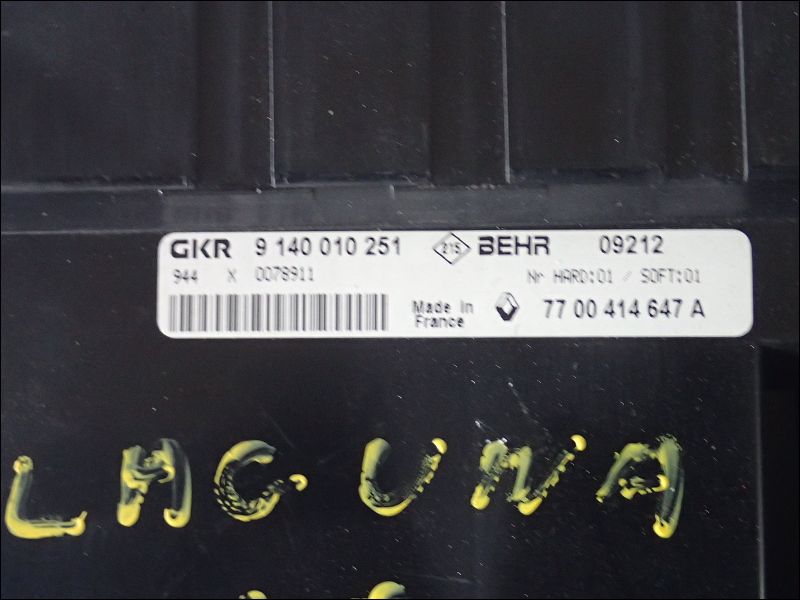 GKR 9 140 010 251 215 BEHR 09212
944 X 0078911 Nr HARD:01 / SOFT:01
Made in France 77 00 414 647 A
LAGUNA